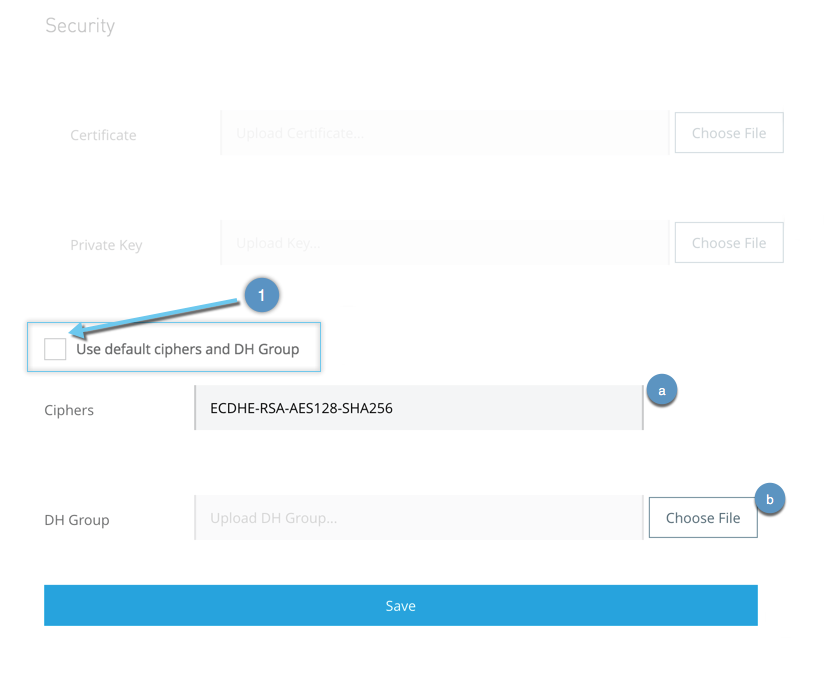 Security
Certificate Upload Certificate... Choose File
Private Key Upload Key... Choose File
1
Use default ciphers and DH Group
a
Ciphers ECDHE-RSA-AES128-SHA256
b
DH Group Upload DH Group... Choose File
Save